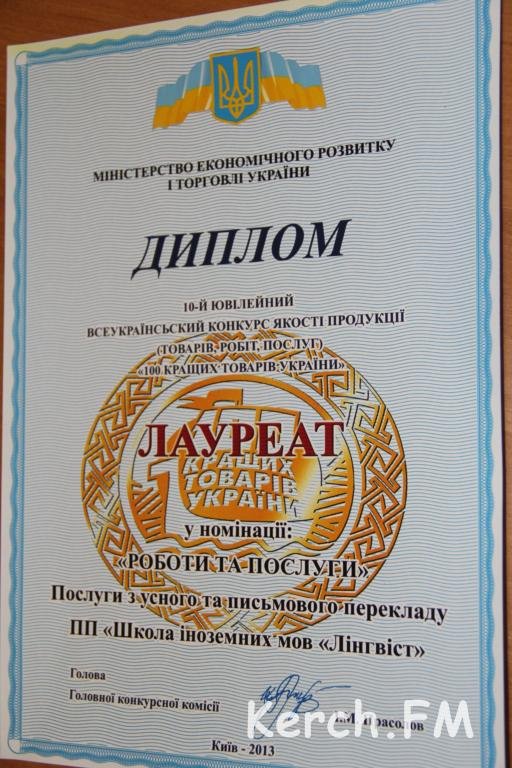 МІНІСТЕРСТВО ЕКОНОМІЧНОГО РОЗВИТКУ
І ТОРГОВЛІ УКРАЇНИ
ДИПЛОМ
10-Й ЮВІЛЕЙНИЙ
ВСЕУКРАЇНСЬКИЙ КОНКУРС ЯКОСТІ ПРОДУКЦІЇ
(ТОВАРІВ, РОБІТ, ПОСЛУГ)
«100 КРАЩИХ ТОВАРІВ УКРАЇНИ»
ЛАУРЕАТ
КРАЩИХ
ТОВАРІВ
УКРАЇНИ
у номінації:
«РОБОТИ ТА ПОСЛУГИ»
Послуги з усного та письмового перекладу
ПП «Школа іноземних мов «Лінгвіст»
Голова
Головної конкурсної комісії
Київ - 2013
Kerch.FM